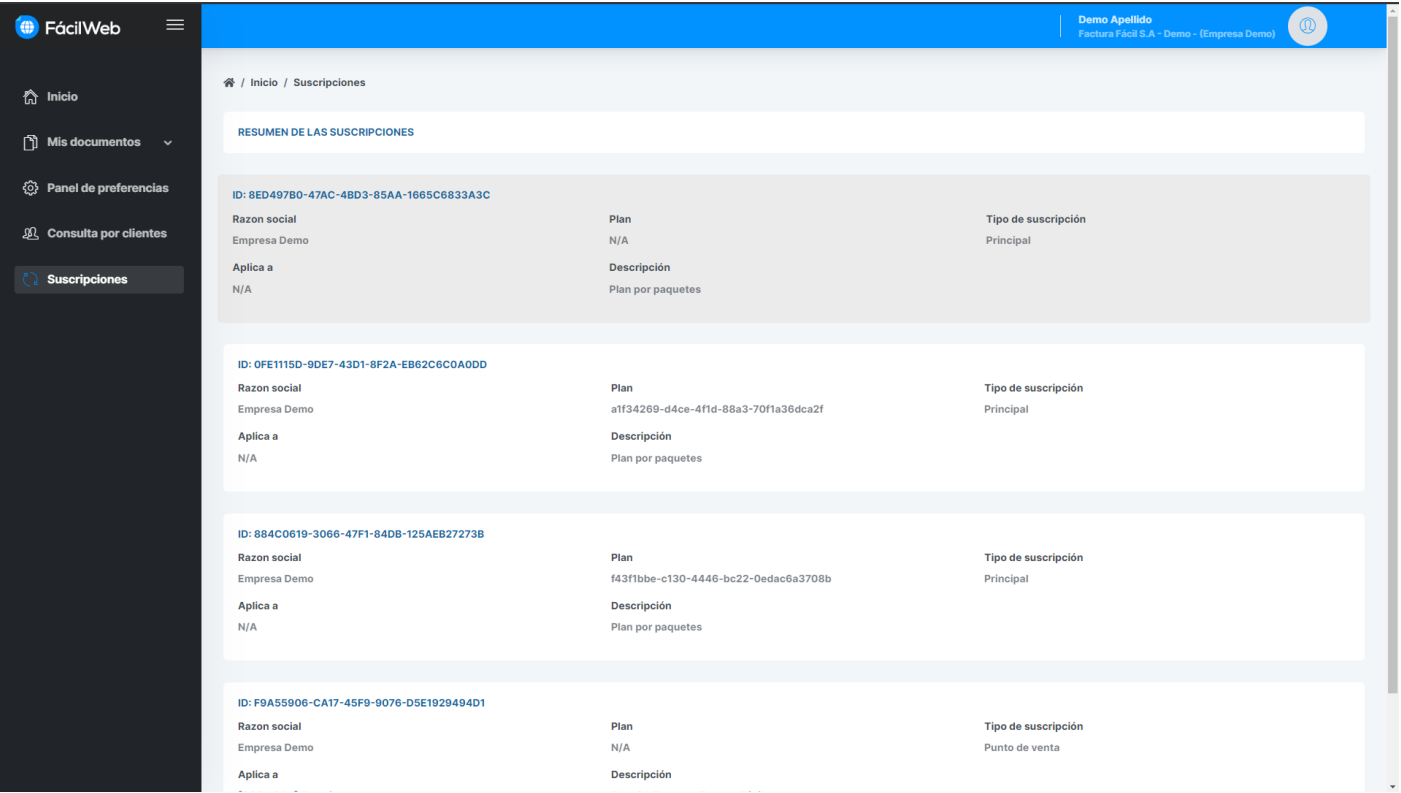 FácilWeb
Demo Apellido
Factura Fácil S.A - Demo - (Empresa Demo)
Inicio
Mis documentos
Panel de preferencias
Consulta por clientes
Suscripciones
/ Inicio / Suscripciones
RESUMEN DE LAS SUSCRIPCIONES
ID: 8ED497B0-47AC-4BD3-85AA-1665C6833A3C
Razon social Plan Tipo de suscripción
Empresa Demo N/A Principal
Aplica a Descripción
N/A Plan por paquetes
ID: 0FE1115D-9DE7-43D1-8F2A-EB62C6C0A0DD
Razon social Plan Tipo de suscripción
Empresa Demo a1f34269-d4ce-4f1d-88a3-70f1a36dca2f Principal
Aplica a Descripción
N/A Plan por paquetes
ID: 884C0619-3066-47F1-84DB-125AEB27273B
Razon social Plan Tipo de suscripción
Empresa Demo f43f1bbe-c130-4446-bc22-0edac6a3708b Principal
Aplica a Descripción
N/A Plan por paquetes
ID: F9A55906-CA17-45F9-9076-D5E1929494D1
Razon social Plan Tipo de suscripción
Empresa Demo N/A Punto de venta
Aplica a Descripción